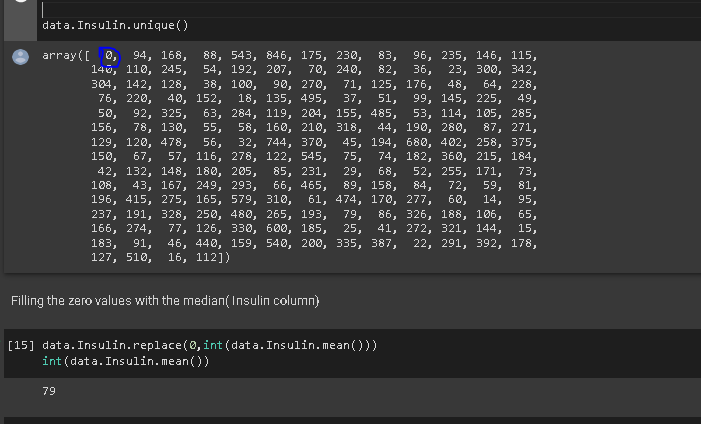 data.Insulin.unique()
array([ 0, 94, 168, 88, 543, 846, 175, 230, 83, 96, 235, 146, 115,
140, 110, 245, 54, 192, 207, 70, 240, 82, 36, 23, 300, 342,
304, 142, 128, 38, 100, 90, 270, 71, 125, 176, 48, 64, 228,
76, 220, 40, 152, 18, 135, 495, 37, 51, 99, 145, 225, 49,
50, 92, 325, 63, 284, 119, 204, 155, 485, 53, 114, 105, 285,
156, 78, 130, 55, 58, 160, 210, 318, 44, 190, 280, 87, 271,
129, 120, 478, 56, 32, 744, 370, 45, 194, 680, 402, 258, 375,
150, 67, 57, 116, 278, 122, 545, 75, 74, 182, 360, 215, 184,
42, 132, 148, 180, 205, 85, 231, 29, 68, 52, 255, 171, 73,
108, 43, 167, 249, 293, 66, 465, 89, 158, 84, 72, 59, 81,
196, 415, 275, 165, 579, 310, 61, 474, 170, 277, 60, 14, 95,
237, 191, 328, 250, 480, 265, 193, 79, 86, 326, 188, 106, 65,
166, 274, 77, 126, 330, 600, 185, 25, 41, 272, 321, 144, 15,
183, 91, 46, 440, 159, 540, 200, 335, 387, 22, 291, 392, 178,
127, 510, 16, 112])
Filling the zero values with the median( Insulin column)
[15] data.Insulin.replace(0,int(data.Insulin.mean()))
int(data.Insulin.mean())
79